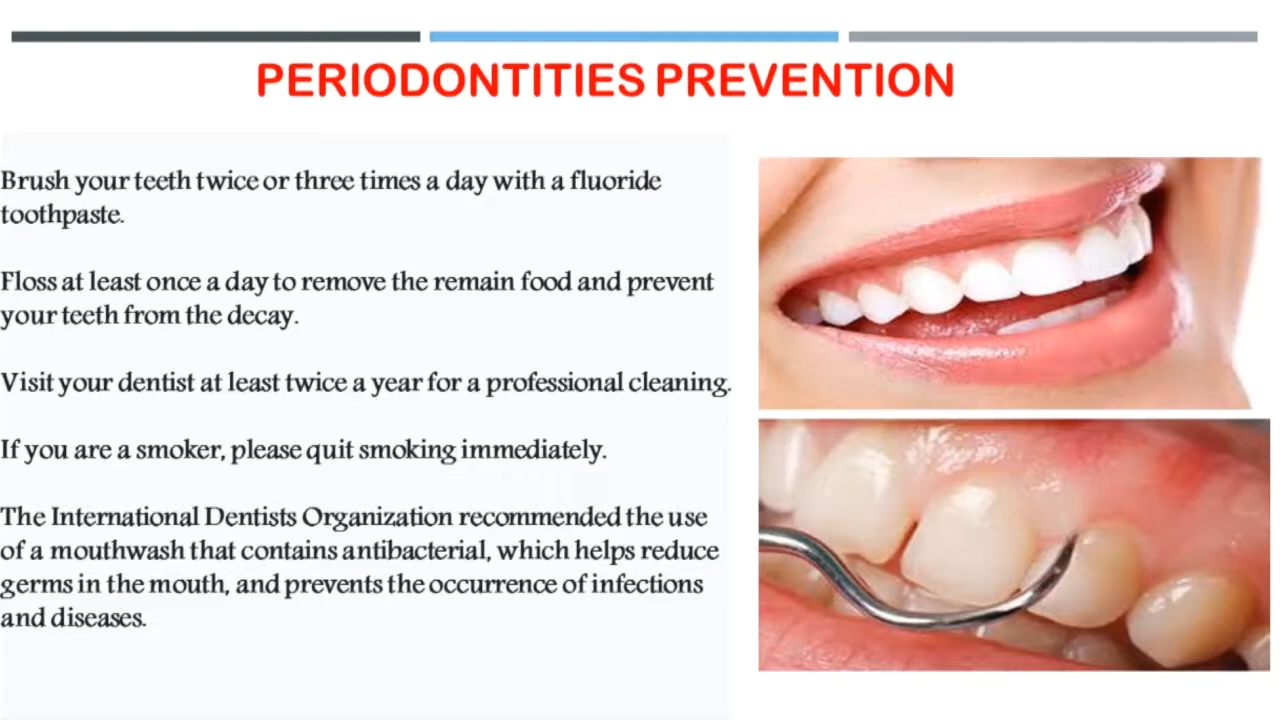 PERIODONTITIES PREVENTION
Brush your teeth twice or three times a day with a fluoride
toothpaste.
Floss at least once a day to remove the remain food and prevent
your teeth from the decay.
Visit your dentist at least twice a year for a professional cleaning.
If you are a smoker, please quit smoking immediately.
The International Dentists Organization recommended the use
of a mouthwash that contains antibacterial, which helps reduce
germs in the mouth, and prevents the occurrence of infections
and diseases.